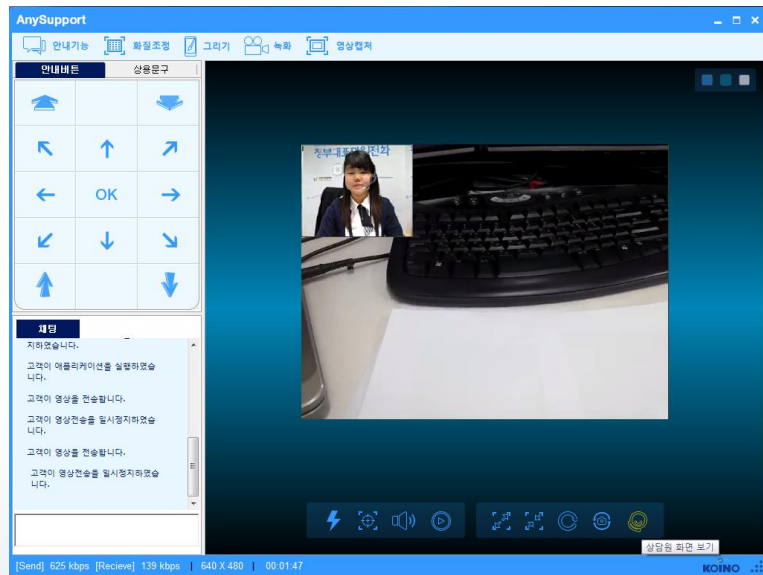 AnySupport
안내기능 화질조정 그리기 녹화 영상캡처
안내버튼 상용문구
OK
채팅
지하였습니다.
고객이 애플리케이션을 실행하였습
니다.
고객이 영상을 전송합니다.
고객이 영상전송을 일시정지하였습
니다.
고객이 영상을 전송합니다.
고객이 영상전송을 일시정지하였습
니다.
상담원 화면 보기
[Send] 625 kbps [Recieve] 139 kbps | 640 X 480 | 00:01:47
KOINO